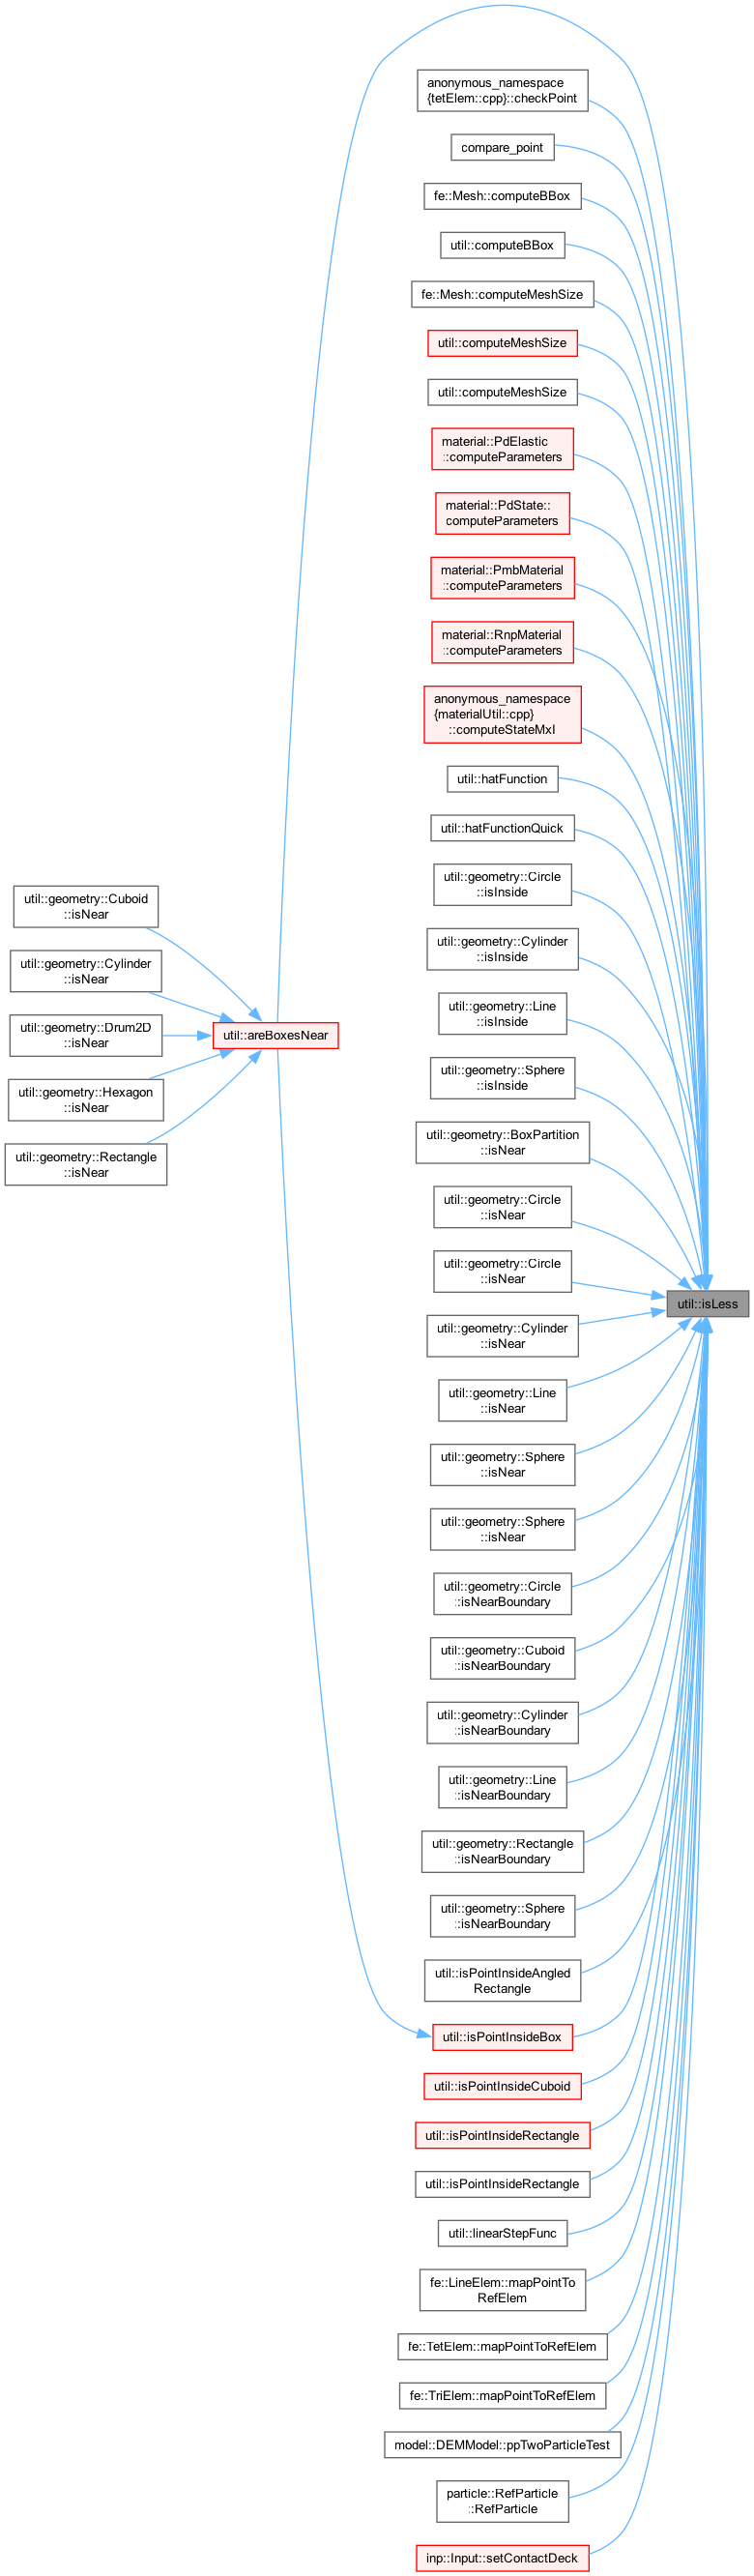 util::geometry::Cuboid
::isNear
util::geometry::Cylinder
::isNear
util::geometry::Drum2D
::isNear
util::geometry::Hexagon
::isNear
util::geometry::Rectangle
::isNear
util::areBoxesNear
anonymous_namespace
{tetElem::cpp}::checkPoint
compare_point
fe::Mesh::computeBBox
util::computeBBox
fe::Mesh::computeMeshSize
util::computeMeshSize
util::computeMeshSize
material::PdElastic
::computeParameters
material::PdState::
computeParameters
material::PmbMaterial
::computeParameters
material::RnpMaterial
::computeParameters
anonymous_namespace
{materialUtil::cpp}
::computeStateMxI
util::hatFunction
util::hatFunctionQuick
util::geometry::Circle
::isInside
util::geometry::Cylinder
::isInside
util::geometry::Line
::isInside
util::geometry::Sphere
::isInside
util::geometry::BoxPartition
::isNear
util::geometry::Circle
::isNear
util::geometry::Circle
::isNear
util::geometry::Cylinder
::isNear
util::geometry::Line
::isNear
util::geometry::Sphere
::isNear
util::geometry::Sphere
::isNear
util::geometry::Circle
::isNearBoundary
util::geometry::Cuboid
::isNearBoundary
util::geometry::Cylinder
::isNearBoundary
util::geometry::Line
::isNearBoundary
util::geometry::Rectangle
::isNearBoundary
util::geometry::Sphere
::isNearBoundary
util::isPointInsideAngled
Rectangle
util::isPointInsideBox
util::isPointInsideCuboid
util::isPointInsideRectangle
util::isPointInsideRectangle
util::linearStepFunc
fe::LineElem::mapPointTo
RefElem
fe::TetElem::mapPointToRefElem
fe::TriElem::mapPointToRefElem
model::DEMModel::ppTwoParticleTest
particle::RefParticle
::RefParticle
inp::Input::setContactDeck
util::isLess